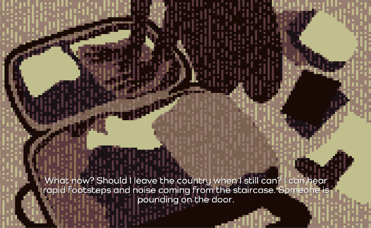 What now? Should I leave the country when I still can? I can hear
rapid footsteps and noise coming from the staircase. Someone is
pounding on the door.